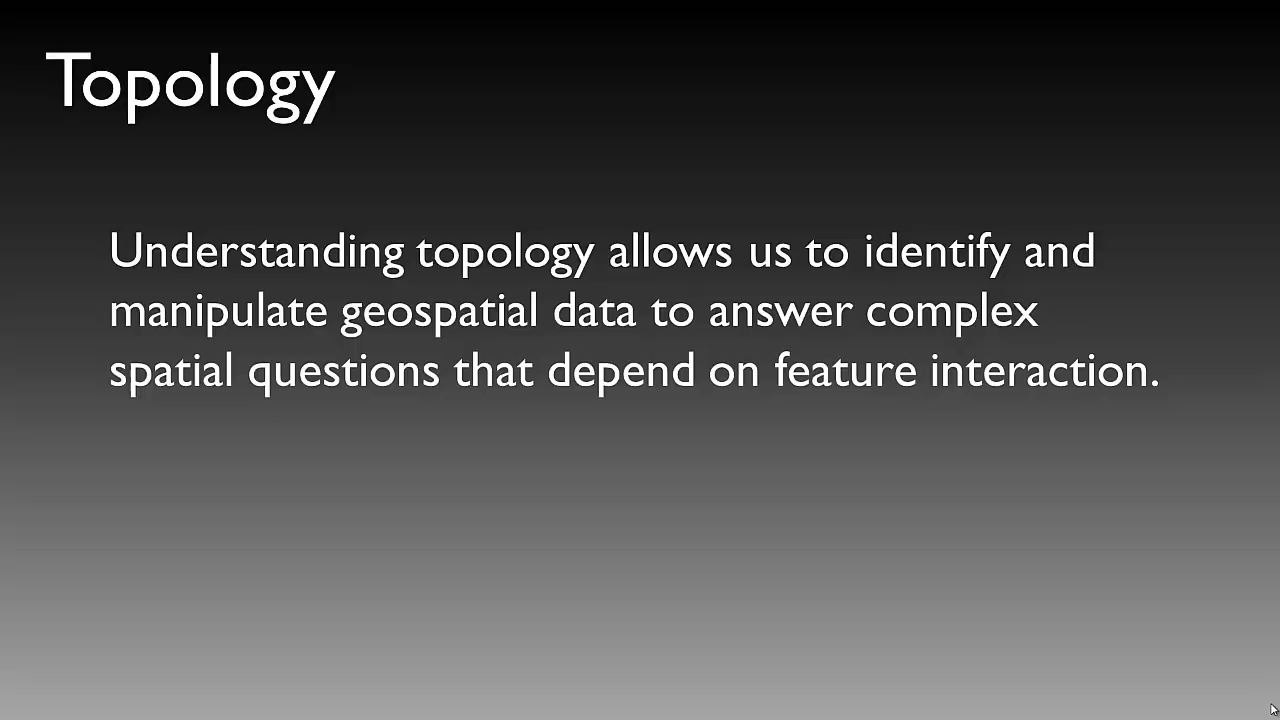 Topology
Understanding topology allows us to identify and
manipulate geospatial data to answer complex
spatial questions that depend on feature interaction.